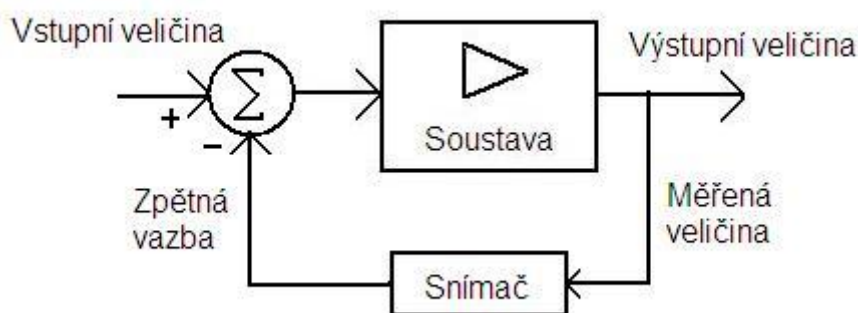 Vstupní veličina
Výstupní veličina
Σ
+
-
Soustava
Zpětná
vazba
Měřená
veličina
Snímač